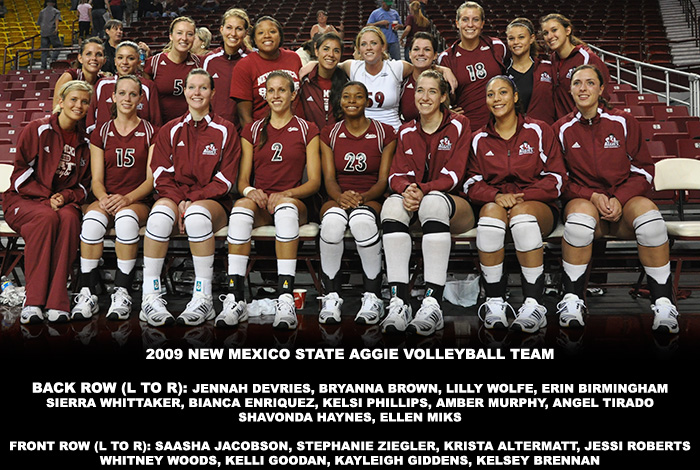 5
59
18
15
2
23
2009 NEW MEXICO STATE AGGIE VOLLEYBALL TEAM
BACK ROW (L TO R): JENNAH DEVRIES, BRYANNA BROWN, LILLY WOLFE, ERIN BIRMINGHAM
SIERRA WHITTAKER, BIANCA ENRIQUEZ, KELSI PHILLIPS, AMBER MURPHY, ANGEL TIRADO
SHAVONDA HAYNES, ELLEN MIKS
FRONT ROW (L TO R): SAASHA JACOBSON, STEPHANIE ZIEGLER, KRISTA ALTERMATT, JESSI ROBERTS
WHITNEY WOODS, KELLI GOODAN, KAYLEIGH GIDDENS, KELSEY BRENNAN